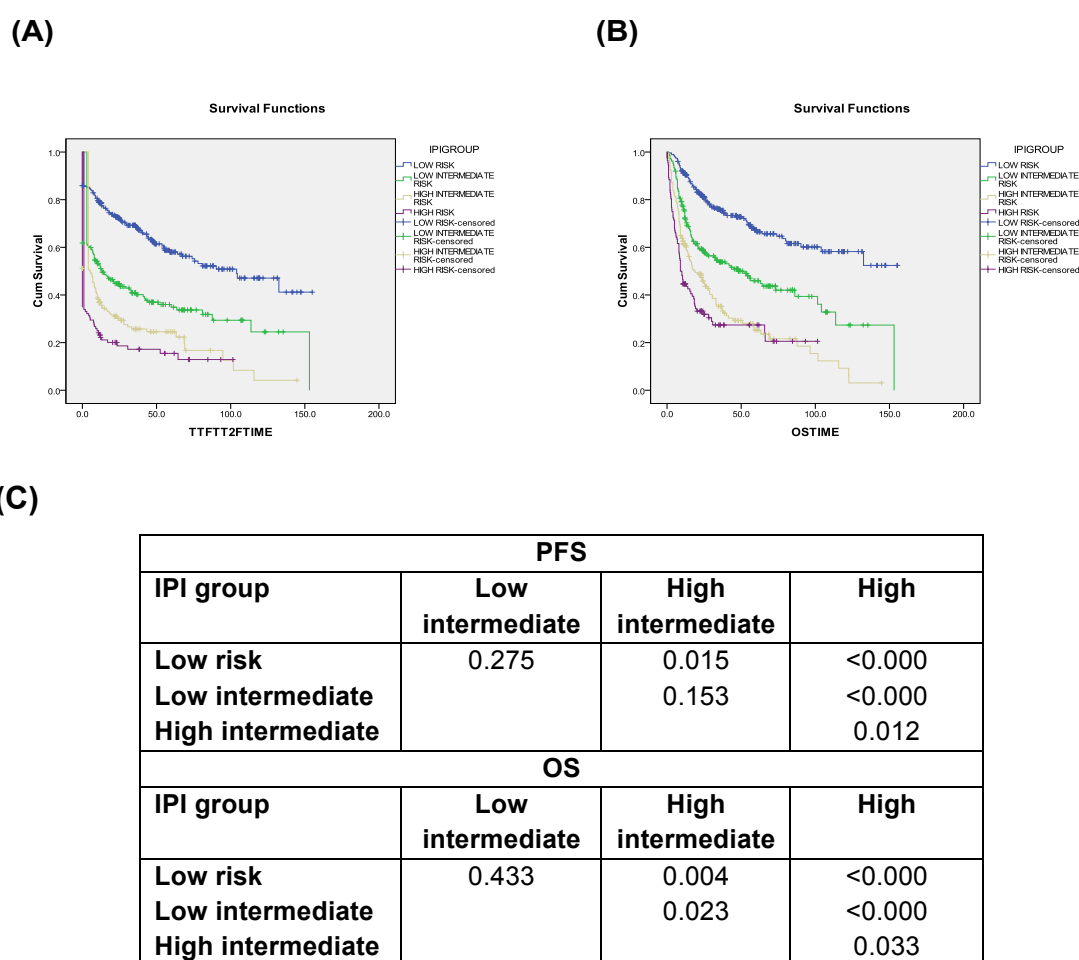 (A)
(B)
Survival Functions
Cum Survival
1.0
0.8
0.6
0.4
0.2
0.0
0.0 50.0 100.0 150.0 200.0
TTFTT2FTIME
IPIGROUP
LOW RISK
LOW INTERMEDIATE
RISK
HIGH INTERMEDIATE
RISK
HIGH RISK
LOW RISK-censored
LOW INTERMEDIATE
RISK-censored
HIGH INTERMEDIATE
RISK-censored
HIGH RISK-censored
Survival Functions
Cum Survival
1.0
0.8
0.6
0.4
0.2
0.0
0.0 50.0 100.0 150.0 200.0
OSTIME
IPIGROUP
LOW RISK
LOW INTERMEDIATE
RISK
HIGH INTERMEDIATE
RISK
HIGH RISK
LOW RISK-censored
LOW INTERMEDIATE
RISK-censored
HIGH INTERMEDIATE
RISK-censored
HIGH RISK-censored
(C)
PFS
IPI group Low intermediate High intermediate High
Low risk 0.275 0.015 <0.000
Low intermediate 0.153 <0.000
High intermediate 0.012
OS
IPI group Low intermediate High intermediate High
Low risk 0.433 0.004 <0.000
Low intermediate 0.023 <0.000
High intermediate 0.033